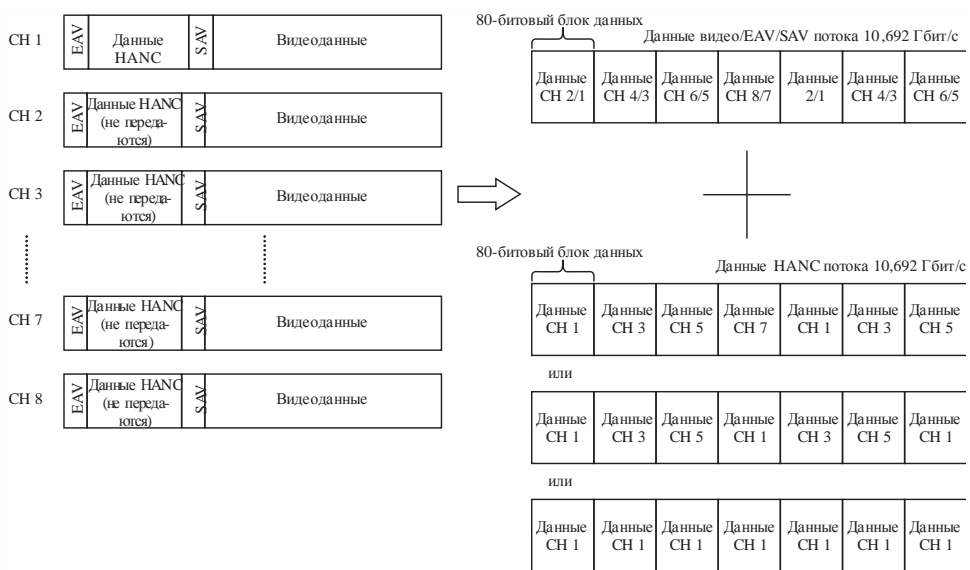 CH 1
EAV
Данные
HANC
SAV
Видеоданные
CH 2
EAV
Данные HANC
(не переда-
ются)
SAV
Видеоданные
CH 3
EAV
Данные HANC
(не переда-
ются)
SAV
Видеоданные
CH 7
EAV
Данные HANC
(не переда-
ются)
SAV
Видеоданные
CH 8
EAV
Данные HANC
(не переда-
ются)
SAV
Видеоданные
80-битовый блок данных
Данные видео/EAV/SAV потока 10,692 Гбит/с
Данные Данные Данные Данные Данные Данные Данные
CH 2/1 CH 4/3 CH 6/5 CH 8/7 2/1 CH 4/3 CH 6/5
80-битовый блок данных
Данные HANC потока 10,692 Гбит/с
Данные Данные Данные Данные Данные Данные Данные
CH 1 CH 3 CH 5 CH 7 CH 1 CH 3 CH 5
или
Данные Данные Данные Данные Данные Данные Данные
CH 1 CH 3 CH 5 CH 1 CH 3 CH 5 CH 1
или
Данные Данные Данные Данные Данные Данные Данные
CH 1 CH 1 CH 1 CH 1 CH 1 CH 1 CH 1